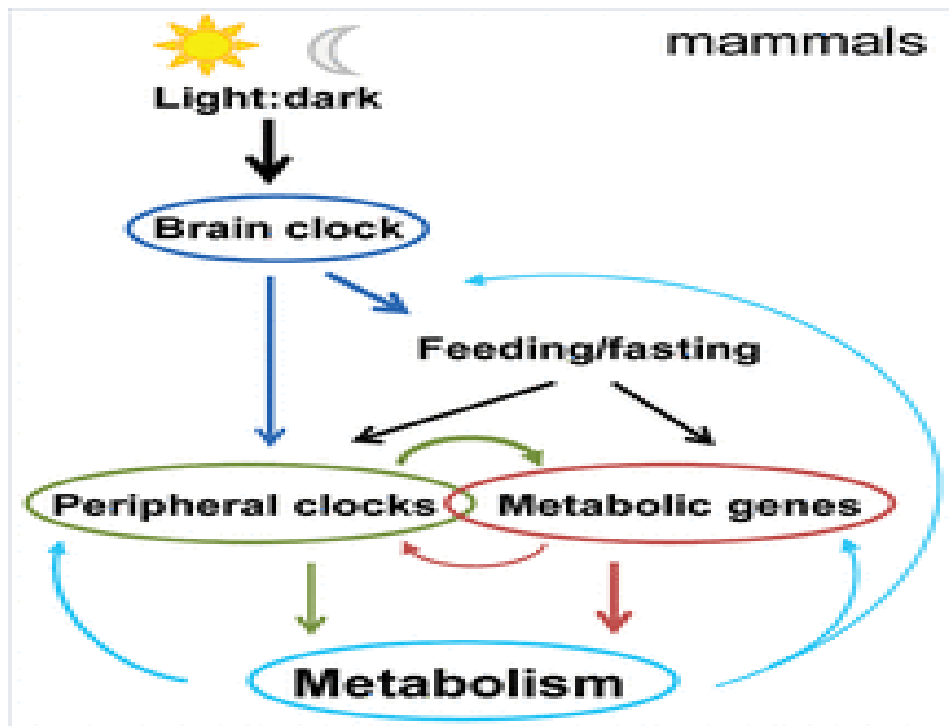 mammals
Light:dark
Brain clock
Feeding/fasting
Peripheral clocks
Metabolic genes
Metabolism